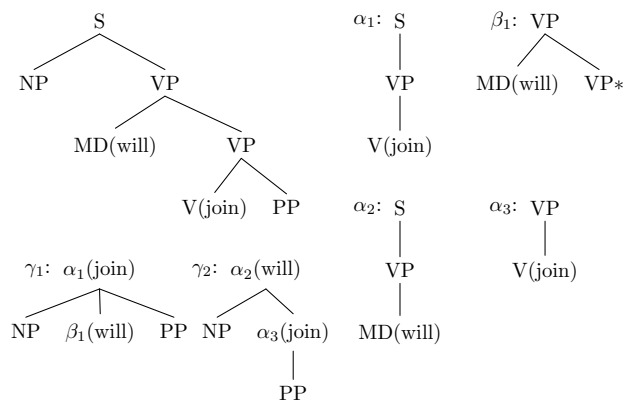 S α₁: S β₁: VP
NP VP VP MD(will) VP*
MD(will) VP V(join)
V(join) PP α₂: S α₃: VP
γ₁: α₁(join) γ₂: α₂(will) VP V(join)
NP β₁(will) PP NP α₃(join) MD(will)
PP